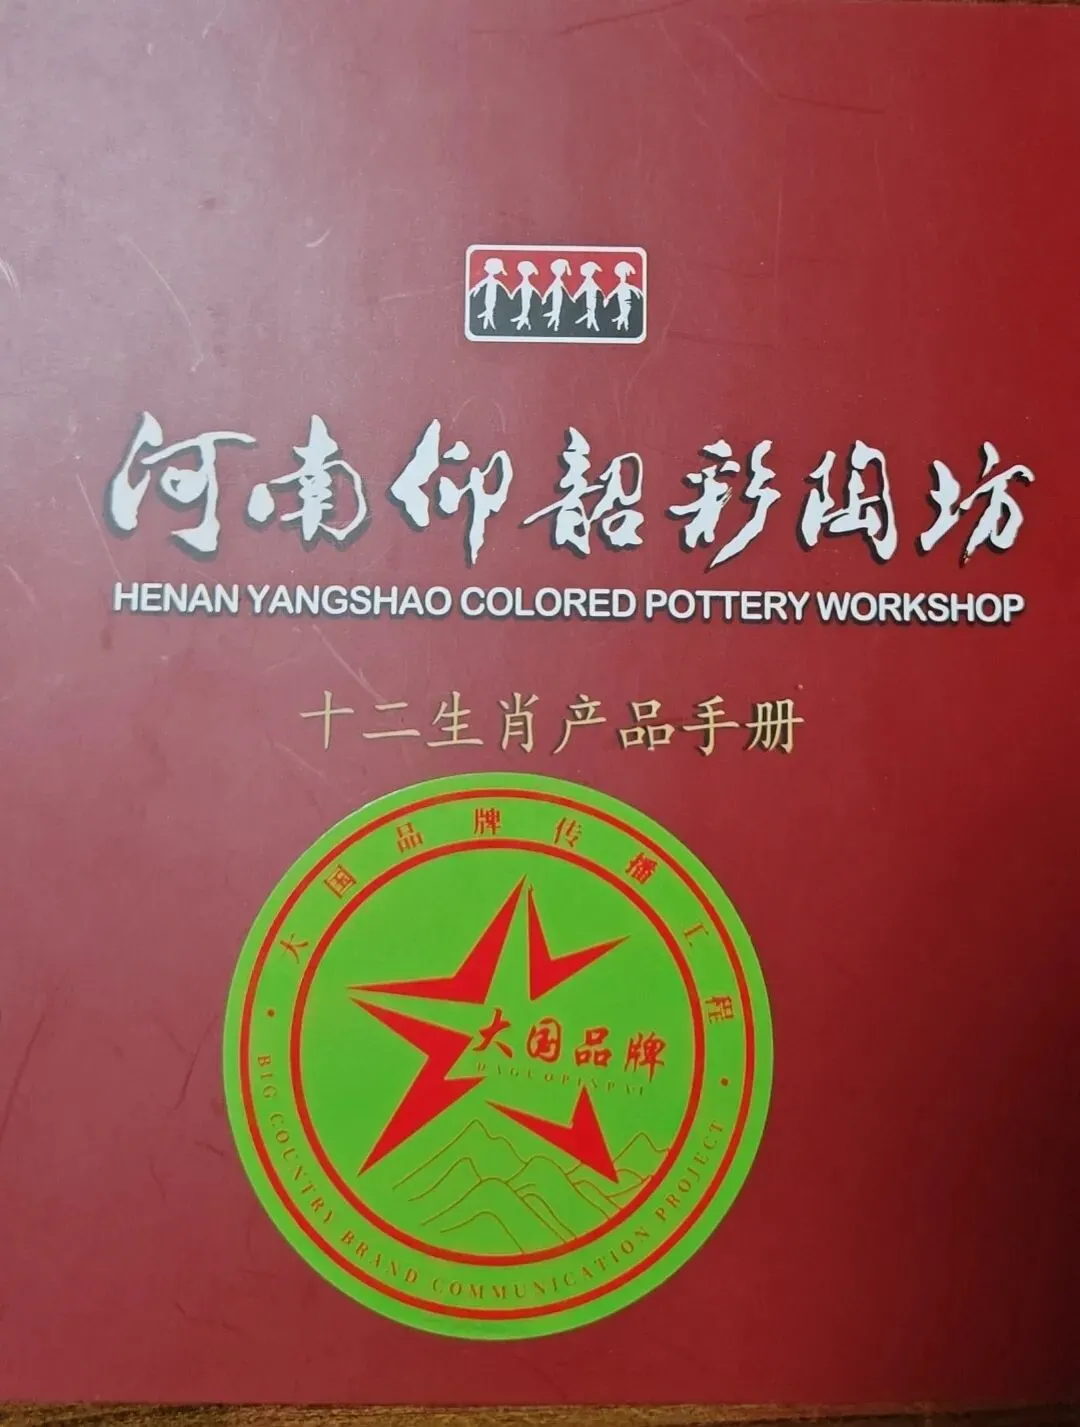 河南仰韶彩陶坊
HENAN YANGSHAO COLORED POTTERY WORKSHOP
十二生肖产品手册
大国品牌传播工程
大国品牌
DAGUOPINPAI
BIG COUNTRY BRAND COMMUNICATION PROJECT